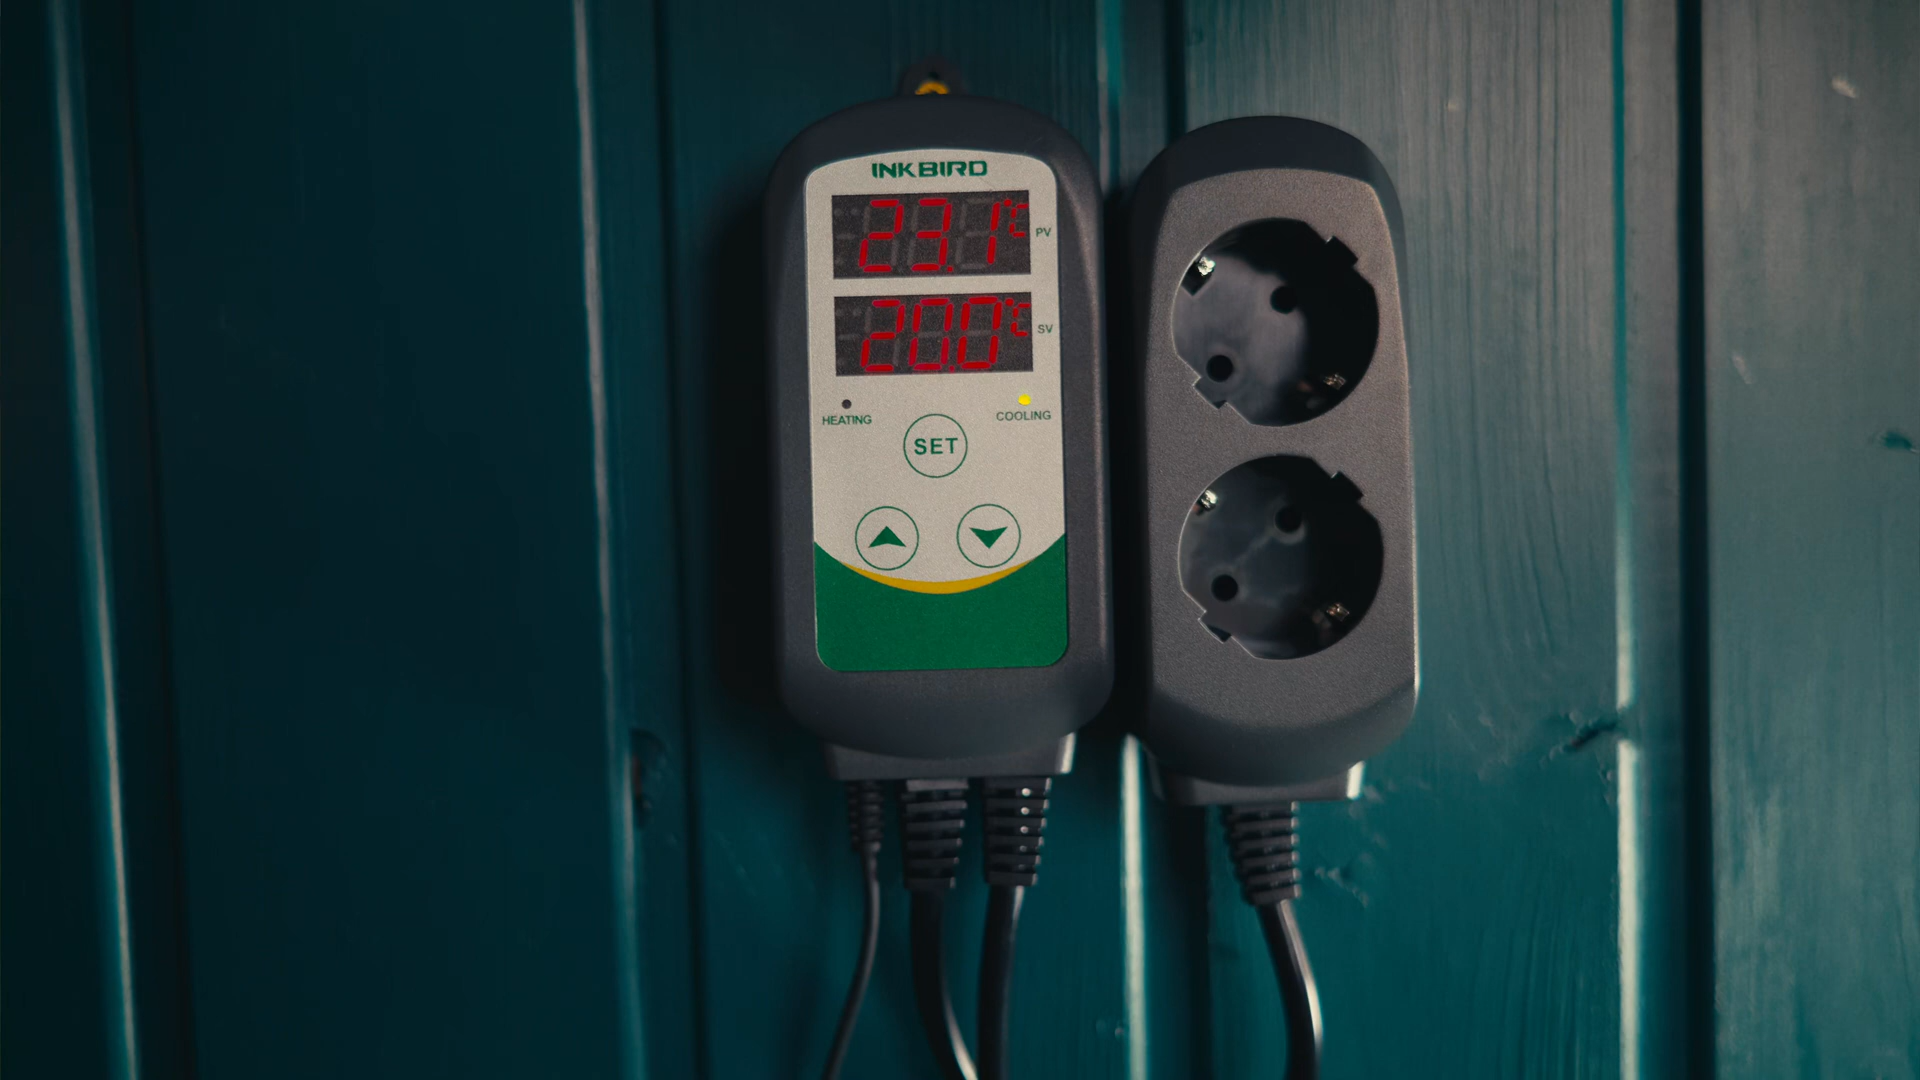 INKBIRD
23.1°C
PV
20.0°C
SV
HEATING
COOLING
SET